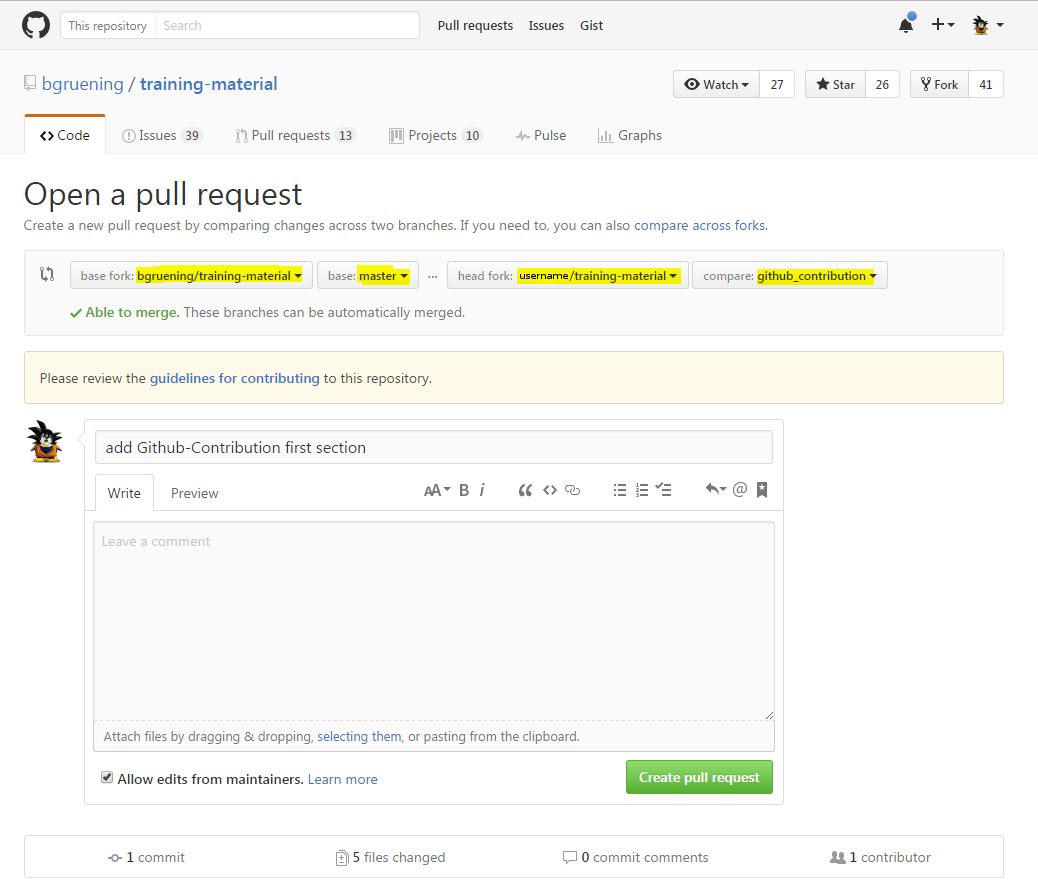 This repository Search Pull requests Issues Gist
bgruening / training-material Watch 27 Star 26 Fork 41
Code Issues 39 Pull requests 13 Projects 10 Pulse Graphs
Open a pull request
Create a new pull request by comparing changes across two branches. If you need to, you can also compare across forks.
base fork: bgruening/training-material base: master ... head fork: username/training-material compare: github_contribution
Able to merge. These branches can be automatically merged.
Please review the guidelines for contributing to this repository.
add Github-Contribution first section
Write Preview AA B i
Leave a comment
Attach files by dragging & dropping, selecting them, or pasting from the clipboard.
Allow edits from maintainers. Learn more Create pull request
1 commit 5 files changed 0 commit comments 1 contributor